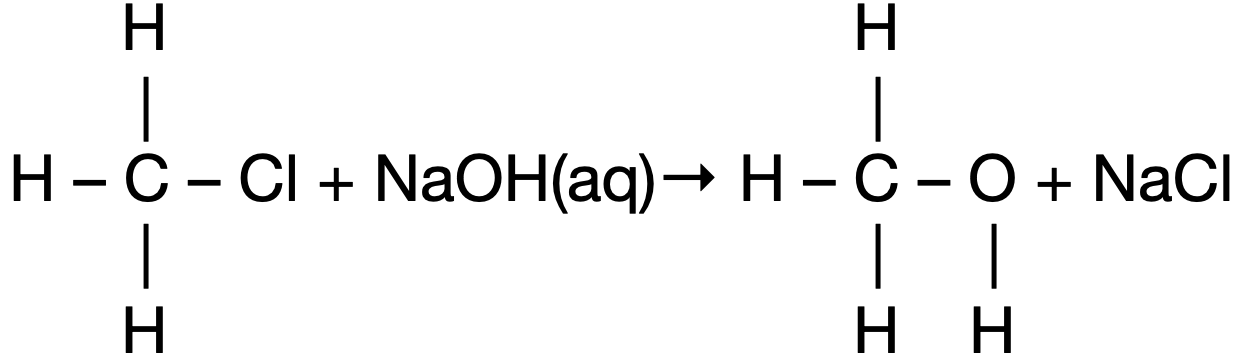 H H
H – C – Cl + NaOH(aq) → H – C – O + NaCl
H H H